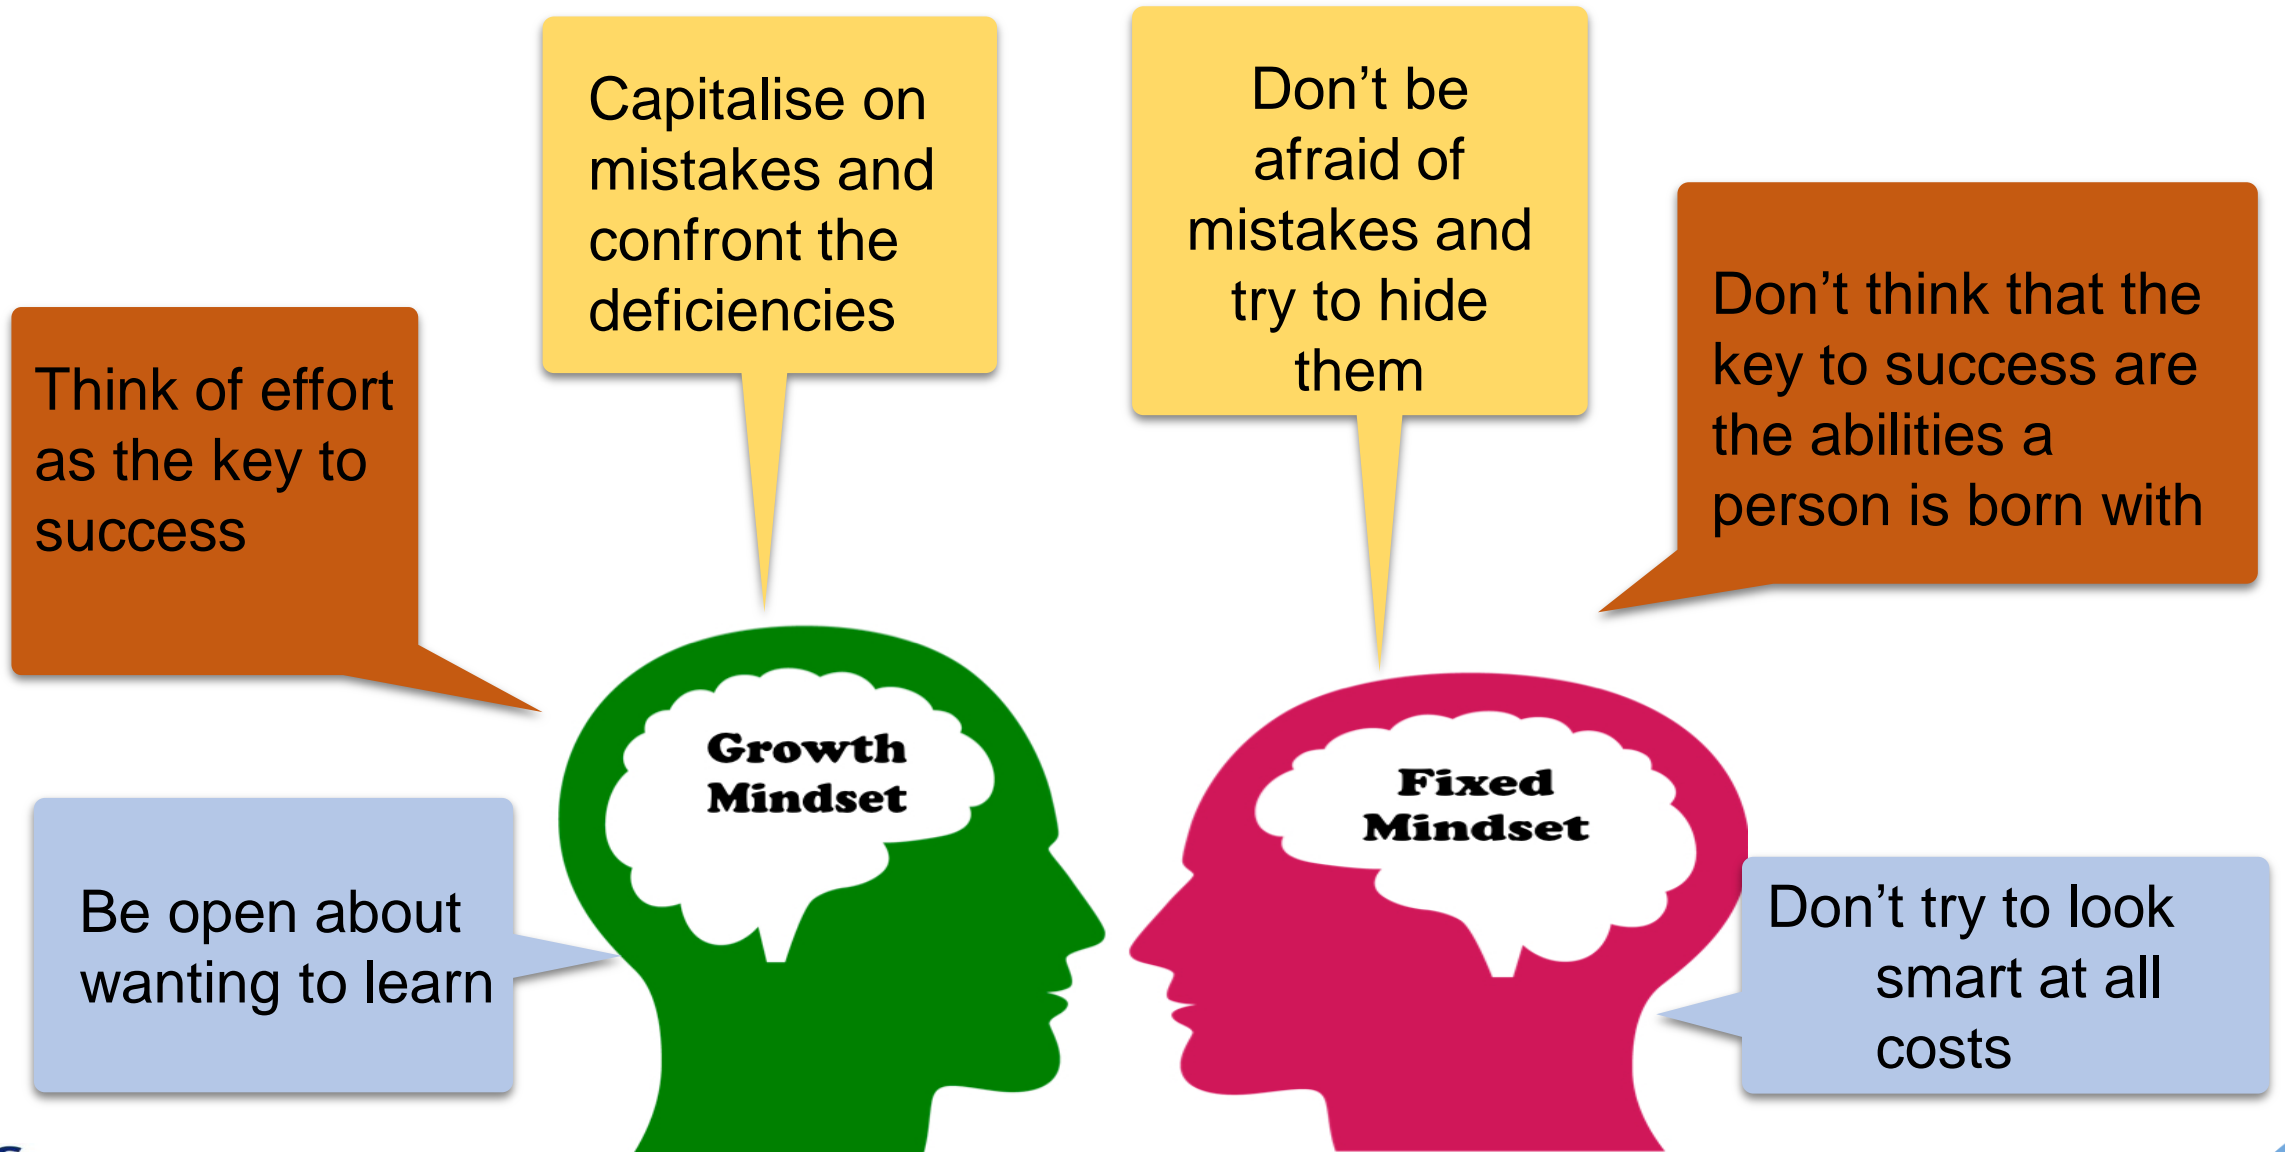 Capitalise on
mistakes and
confront the
deficiencies
Don't be
afraid of
mistakes and
try to hide
them
Don't think that the
key to success are
the abilities a
person is born with
Think of effort
as the key to
success
Growth
Mindset
Fixed
Mindset
Be open about
wanting to learn
Don't try to look
smart at all
costs